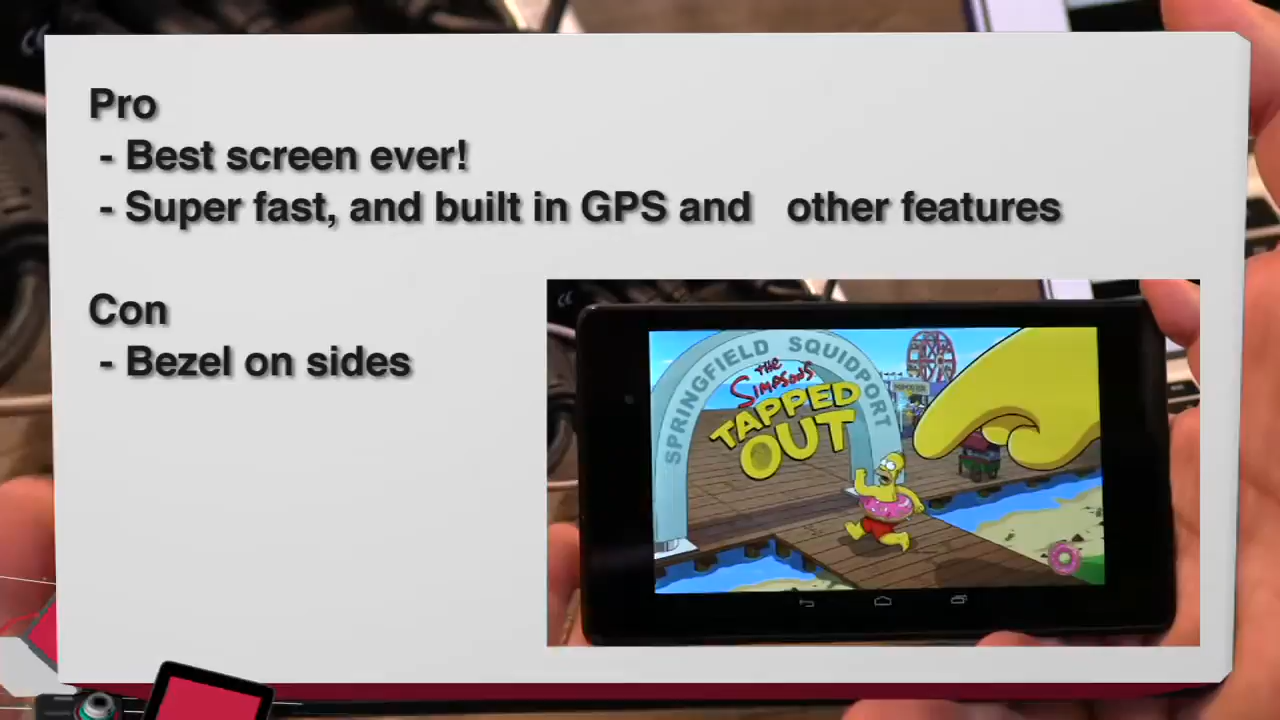 Pro
- Best screen ever!
- Super fast, and built in GPS and other features
Con
- Bezel on sides
SPRINGFIELD SQUIDPORT
THE
SIMPSONS
TAPPED
OUT